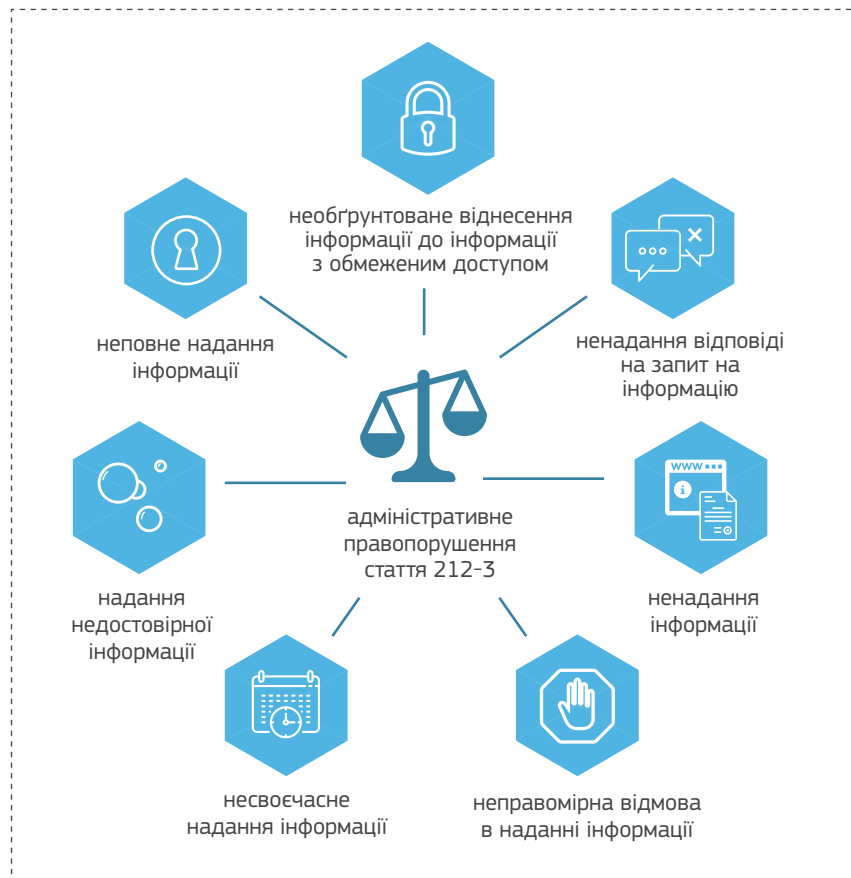 необґрунтоване віднесення
інформації до інформації
з обмеженим доступом
неповне надання
інформації
ненадання відповіді
на запит на
інформацію
WWW
i
адміністративне
правопорушення
стаття 212-3
надання
недостовірної
інформації
ненадання
інформації
несвоєчасне
надання інформації
неправомірна відмова
в наданні інформації